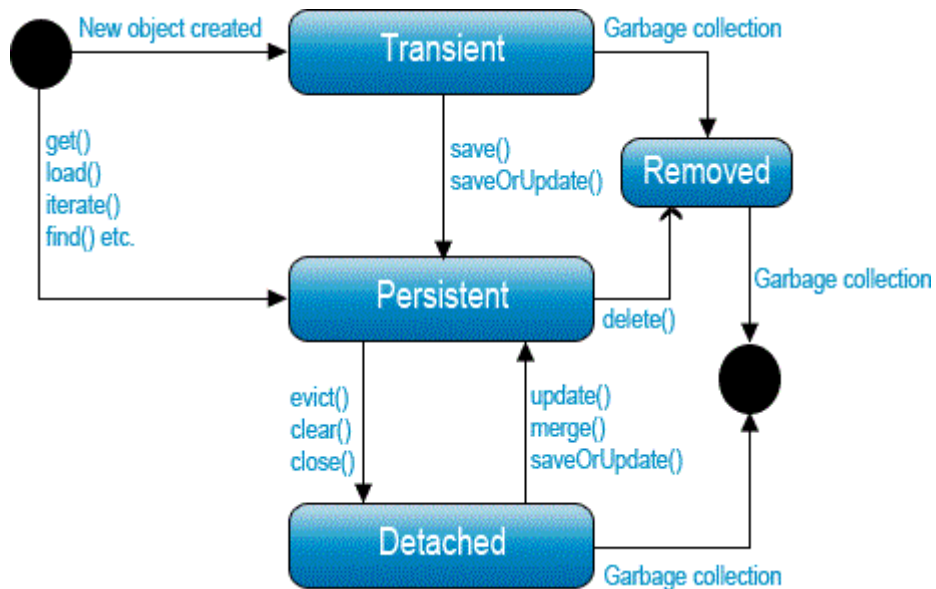 New object created
Transient
Garbage collection
get()
load()
iterate()
find() etc.
save()
saveOrUpdate()
Removed
Persistent
delete()
Garbage collection
evict()
clear()
close()
update()
merge()
saveOrUpdate()
Detached
Garbage collection